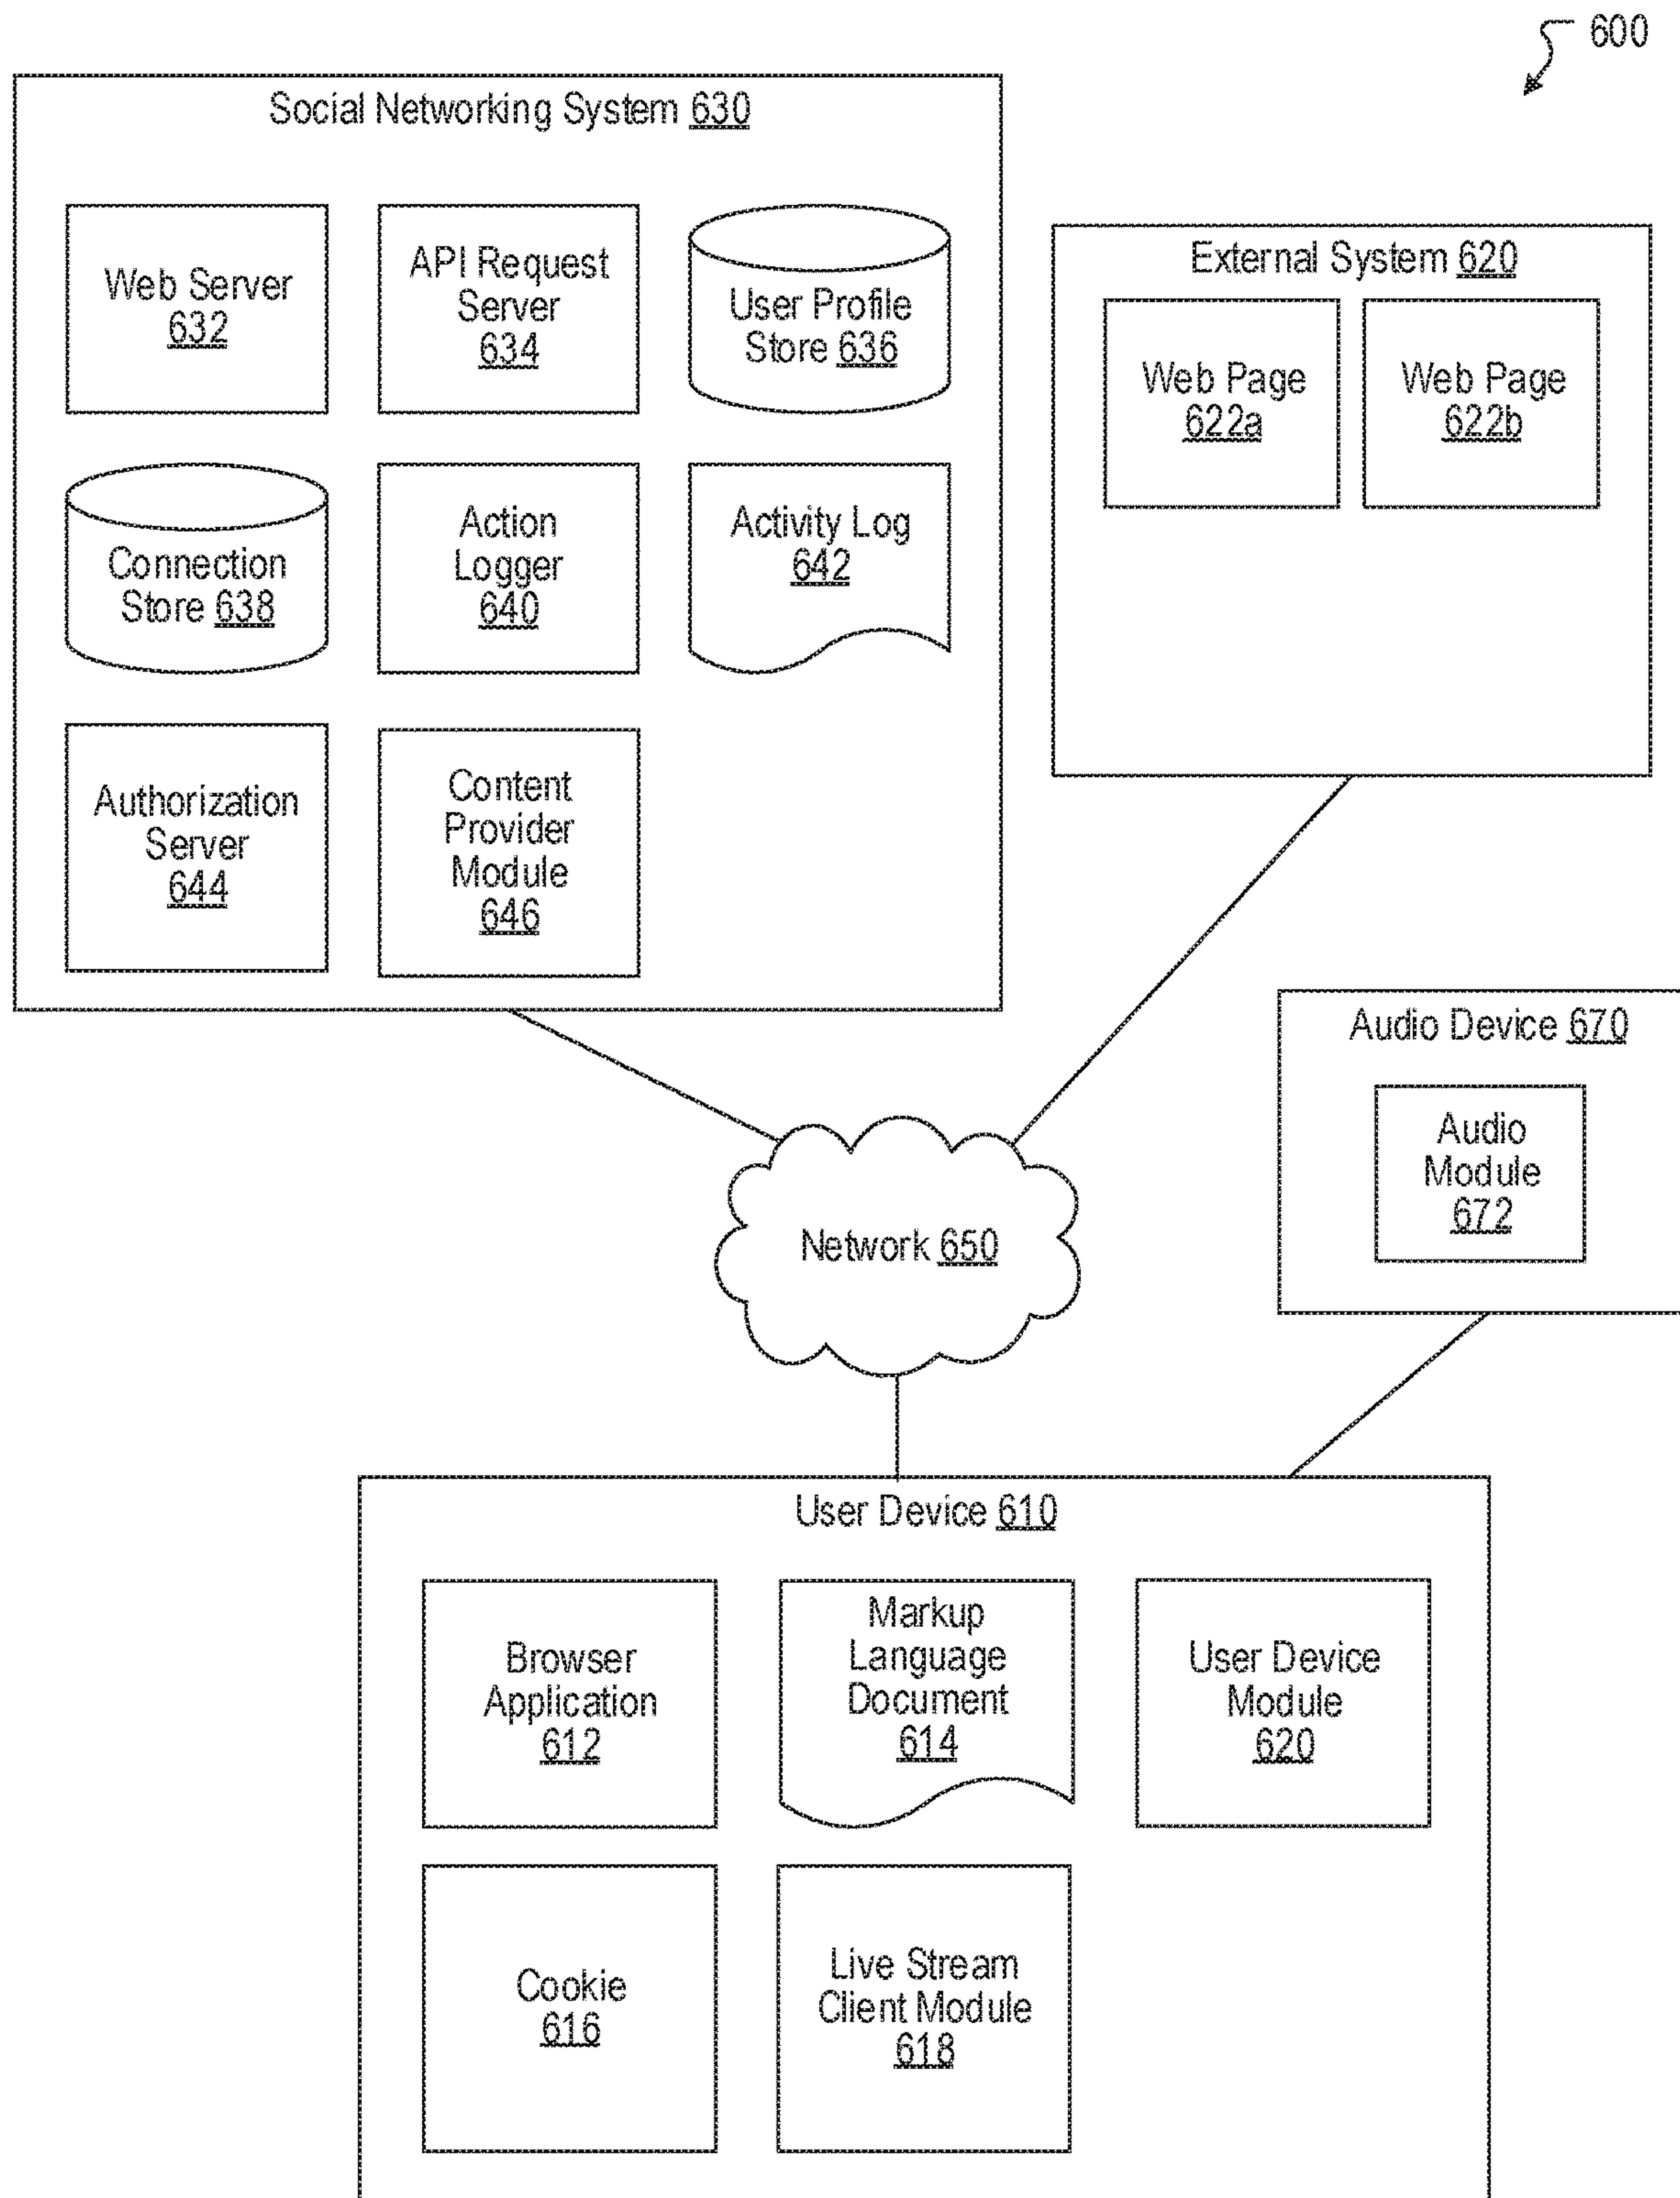 600
Social Networking System 630
Web Server
632
API Request
Server
634
User Profile
Store 636
Connection
Store 638
Action
Logger
640
Activity Log
642
Authorization
Server
644
Content
Provider
Module
646
External System 620
Web Page
622a
Web Page
622b
Audio Device 670
Audio
Module
672
Network 650
User Device 610
Browser
Application
612
Markup
Language
Document
614
User Device
Module
620
Cookie
616
Live Stream
Client Module
618